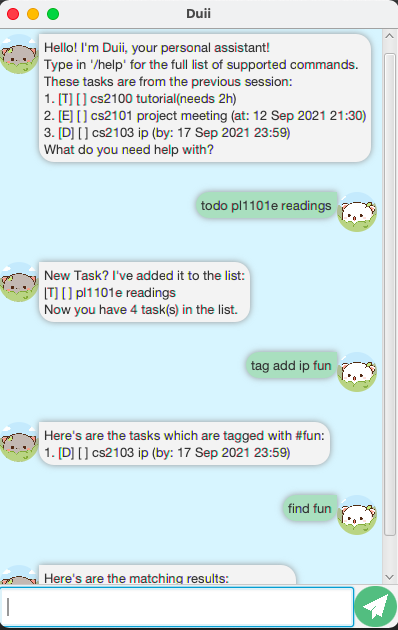 Duii
Hello! I'm Duii, your personal assistant!
Type in '/help' for the full list of supported commands.
These tasks are from the previous session:
1. [T] [ ] cs2100 tutorial(needs 2h)
2. [E] [ ] cs2101 project meeting (at: 12 Sep 2021 21:30)
3. [D] [ ] cs2103 ip (by: 17 Sep 2021 23:59)
What do you need help with?
todo pl1101e readings
New Task? I've added it to the list:
[T] [ ] pl1101e readings
Now you have 4 task(s) in the list.
tag add ip fun
Here's are the tasks which are tagged with #fun:
1. [D] [ ] cs2103 ip (by: 17 Sep 2021 23:59)
find fun
Here's are the matching results: